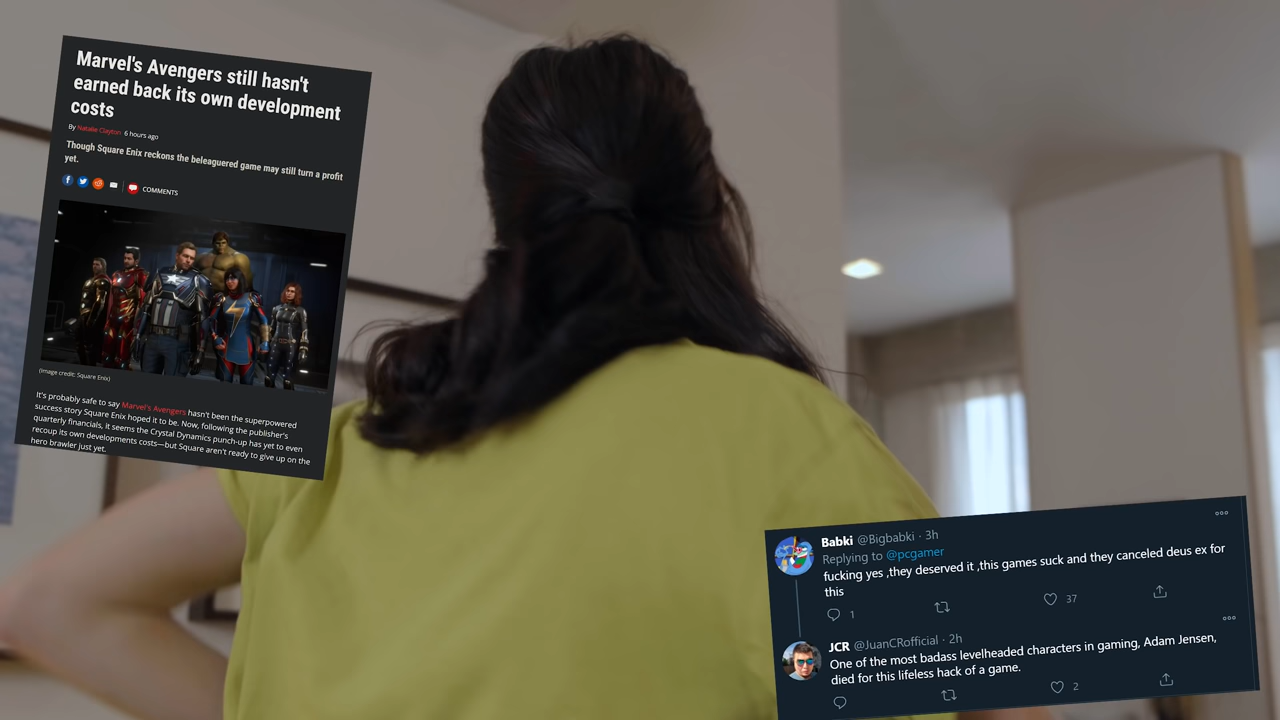 Marvel's Avengers still hasn't
earned back its own development
costs
By Natalie Clayton 6 hours ago
Though Square Enix reckons the beleaguered game may still turn a profit
yet.
COMMENTS
(Image credit: Square Enix)
It's probably safe to say Marvel's Avengers hasn't been the superpowered
success story Square Enix hoped it to be. Now, following the publisher's
quarterly financials, it seems the Crystal Dynamics punch-up has yet to even
recoup its own developments costs—but Square aren't ready to give up on the
hero brawler just yet.
Babki @Bigbabki · 3h
Replying to @pcgamer
fucking yes ,they deserved it ,this games suck and they canceled deus ex for
this
1 37
JCR @JuanCRofficial · 2h
One of the most badass levelheaded characters in gaming, Adam Jensen,
died for this lifeless hack of a game.
2